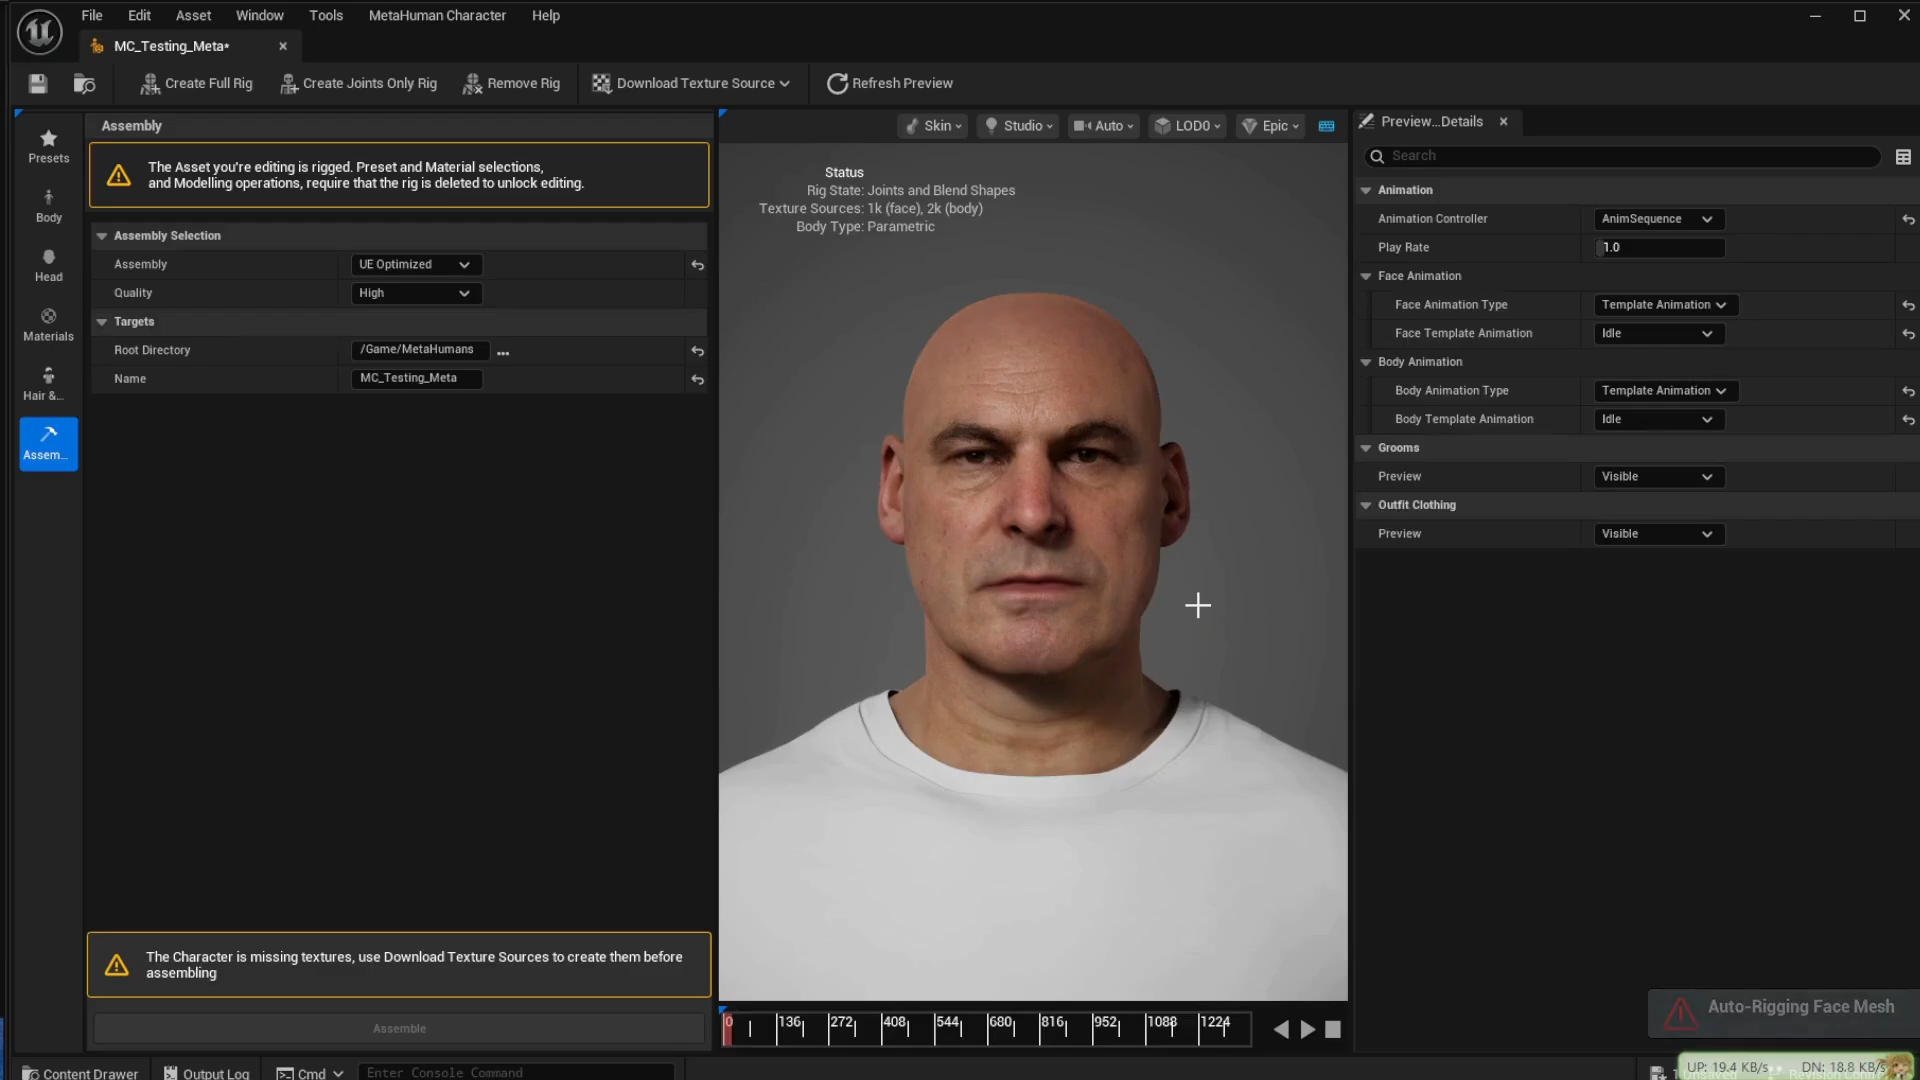 File Edit Asset Window Tools MetaHuman Character Help
MC_Testing_Meta*
Create Full Rig Create Joints Only Rig Remove Rig Download Texture Source Refresh Preview
Presets
Body
Head
Materials
Hair &...
Assem...
Assembly
The Asset you're editing is rigged. Preset and Material selections,
and Modelling operations, require that the rig is deleted to unlock editing.
Assembly Selection
Assembly UE Optimized
Quality High
Targets
Root Directory /Game/MetaHumans ...
Name MC_Testing_Meta
The Character is missing textures, use Download Texture Sources to create them before
assembling
Assemble
Skin Studio Auto LOD0 Epic
Status
Rig State: Joints and Blend Shapes
Texture Sources: 1k (face), 2k (body)
Body Type: Parametric
0 136 272 408 544 680 816 952 1088 1224
Preview...Details
Search
Animation
Animation Controller AnimSequence
Play Rate 1.0
Face Animation
Face Animation Type Template Animation
Face Template Animation Idle
Body Animation
Body Animation Type Template Animation
Body Template Animation Idle
Grooms
Preview Visible
Outfit Clothing
Preview Visible
Auto-Rigging Face Mesh
Content Drawer Output Log Cmd Enter Console Command
UP: 19.4 KB/s DN: 18.8 KB/s